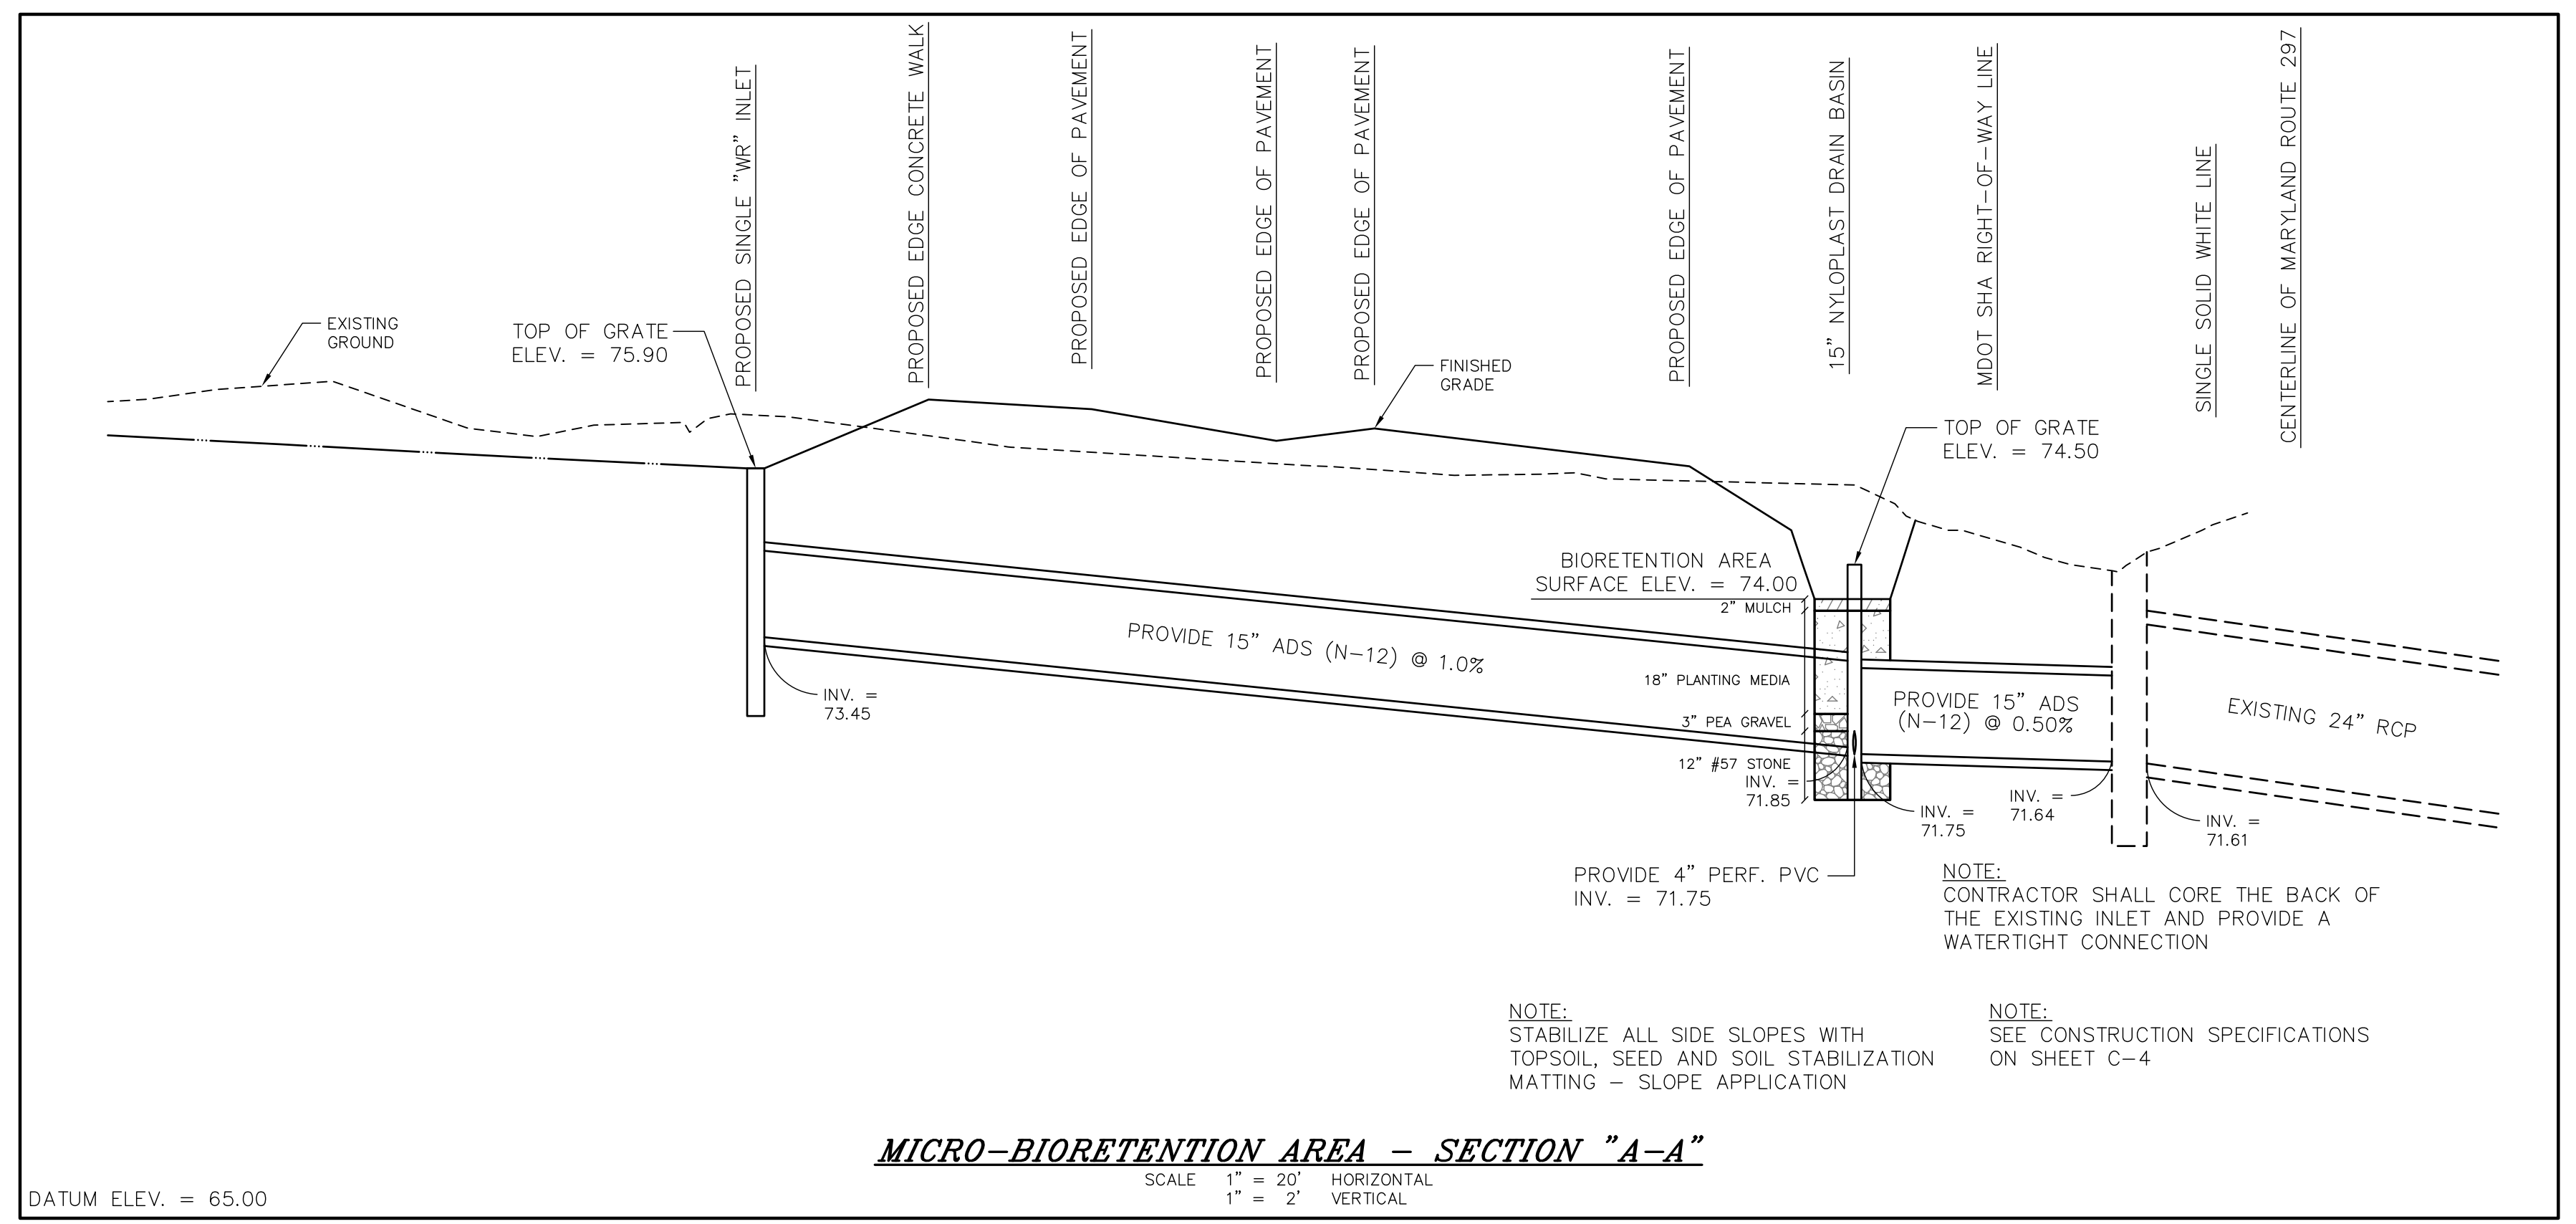 PROPOSED SINGLE "WR" INLET
PROPOSED EDGE CONCRETE WALK
PROPOSED EDGE OF PAVEMENT
PROPOSED EDGE OF PAVEMENT
PROPOSED EDGE OF PAVEMENT
PROPOSED EDGE OF PAVEMENT
15" NYLOPLAST DRAIN BASIN
MDOT SHA RIGHT-OF-WAY LINE
SINGLE SOLID WHITE LINE
CENTERLINE OF MARYLAND ROUTE 297
EXISTING
GROUND
TOP OF GRATE
ELEV. = 75.90
FINISHED
GRADE
TOP OF GRATE
ELEV. = 74.50
BIORETENTION AREA
SURFACE ELEV. = 74.00
2" MULCH
18" PLANTING MEDIA
3" PEA GRAVEL
12" #57 STONE
INV. =
71.85
PROVIDE 15" ADS (N-12) @ 1.0%
INV. =
73.45
PROVIDE 15" ADS
(N-12) @ 0.50%
EXISTING 24" RCP
INV. =
71.75
INV. =
71.64
INV. =
71.61
PROVIDE 4" PERF. PVC
INV. = 71.75
NOTE:
CONTRACTOR SHALL CORE THE BACK OF
THE EXISTING INLET AND PROVIDE A
WATERTIGHT CONNECTION
NOTE:
STABILIZE ALL SIDE SLOPES WITH
TOPSOIL, SEED AND SOIL STABILIZATION
MATTING - SLOPE APPLICATION
NOTE:
SEE CONSTRUCTION SPECIFICATIONS
ON SHEET C-4
MICRO-BIORETENTION AREA - SECTION "A-A"
SCALE 1" = 20' HORIZONTAL
1" = 2' VERTICAL
DATUM ELEV. = 65.00